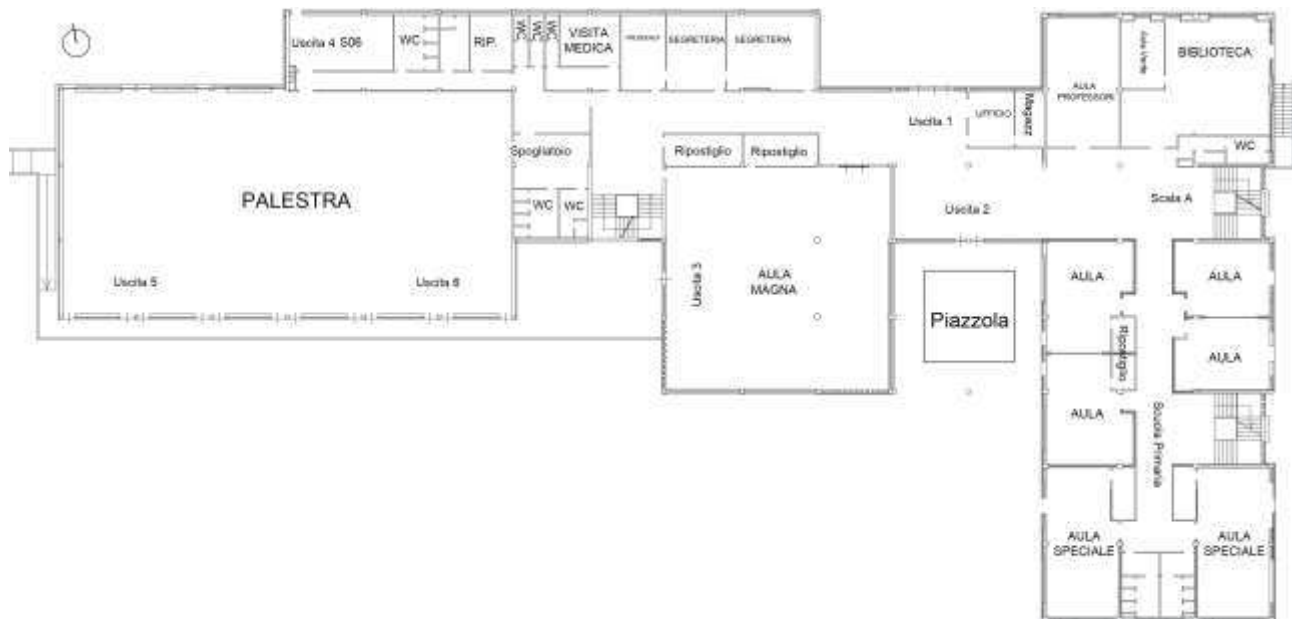 Uscita 4 S06
WC
RIP.
WC
WC
WC
VISITA
MEDICA
SEGRETERIA
SEGRETERIA
BIBLIOTECA
AULA
PROFESSORI
Uscita 1
UFFICIO
Magazz
WC
Spogliatoio
Ripostiglio
Ripostiglio
PALESTRA
WC
WC
Uscita 2
Scala A
Uscita 5
Uscita 6
Uscita 3
AULA
MAGNA
Piazzola
AULA
AULA
Ripostiglio
AULA
AULA
Scuola Primaria
AULA
SPECIALE
AULA
SPECIALE